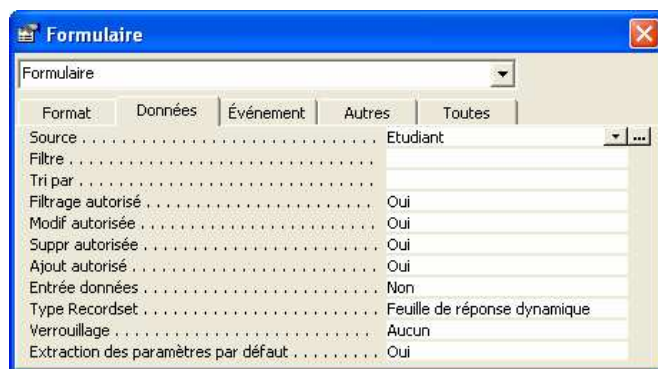 Formulaire
Formulaire
Format Données Événement Autres Toutes
Source . . . . . . . . . . . . . . . . . . . . . . . . . . . . . . . Etudiant ...
Filtre . . . . . . . . . . . . . . . . . . . . . . . . . . . . . . . .
Tri par . . . . . . . . . . . . . . . . . . . . . . . . . . . . . . .
Filtrage autorisé . . . . . . . . . . . . . . . . . . . . . . . Oui
Modif autorisée . . . . . . . . . . . . . . . . . . . . . . . . Oui
Suppr autorisée . . . . . . . . . . . . . . . . . . . . . . . . Oui
Ajout autorisé . . . . . . . . . . . . . . . . . . . . . . . . . Oui
Entrée données . . . . . . . . . . . . . . . . . . . . . . . . Non
Type Recordset . . . . . . . . . . . . . . . . . . . . . . . . Feuille de réponse dynamique
Verrouillage . . . . . . . . . . . . . . . . . . . . . . . . . . Aucun
Extraction des paramètres par défaut . . . . . . . . Oui